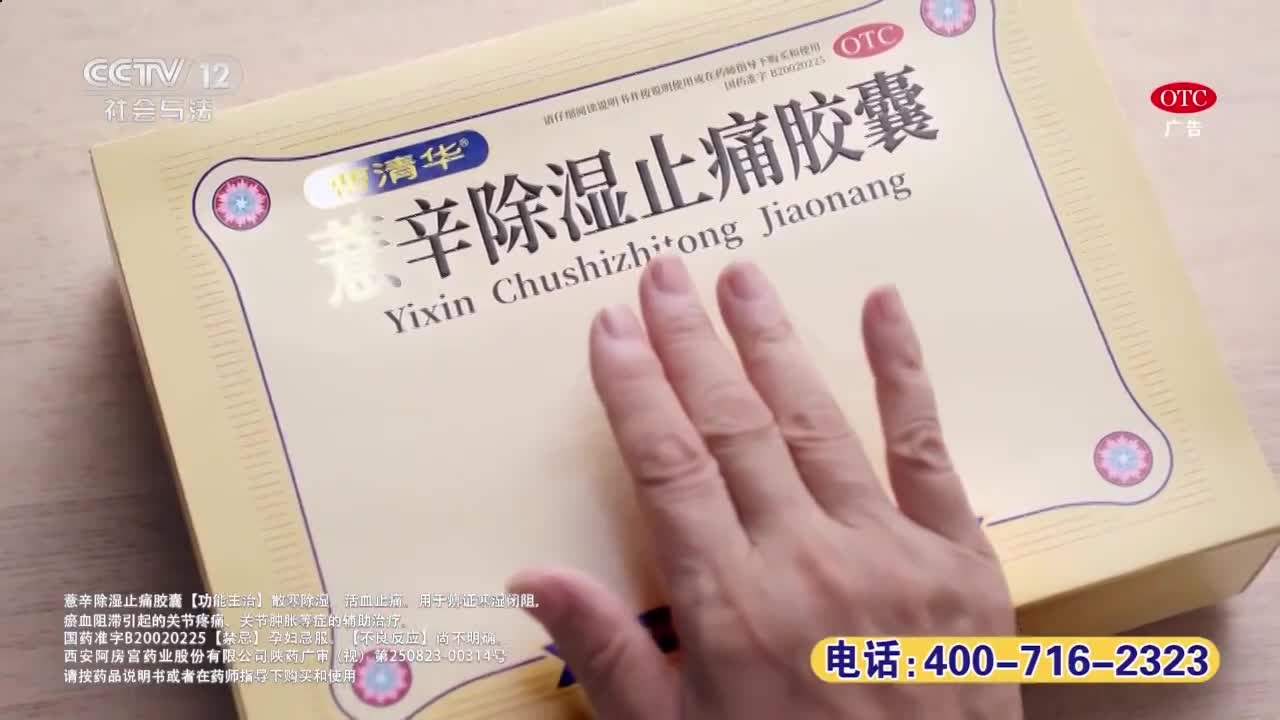 CCTV 12
社会与法
OTC
广告
OTC
请仔细阅读说明书并按说明使用或在药师指导下购买和使用
国药准字 B20020225
清华®
薏辛除湿止痛胶囊
Yixin Chushizhitong Jiaonang
薏辛除湿止痛胶囊【功能主治】散寒除湿，活血止痛。用于痹证寒湿闭阻，
瘀血阻滞引起的关节疼痛、关节肿胀等症的辅助治疗。
国药准字B20020225【禁忌】孕妇忌服。【不良反应】尚不明确。
西安阿房宫药业股份有限公司陕药广审（视）第250823-00314号
请按药品说明书或者在药师指导下购买和使用
电话:400-716-2323